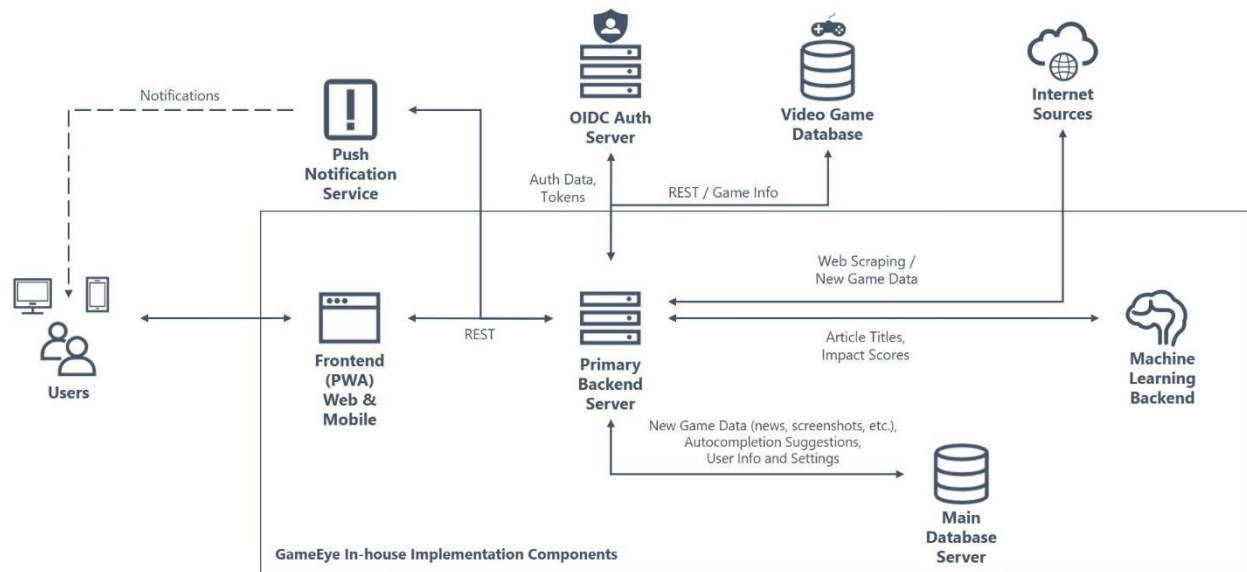 Notifications
Push
Notification
Service
OIDC Auth
Server
Video Game
Database
Internet
Sources
Auth Data,
Tokens
REST / Game Info
Web Scraping /
New Game Data
Users
Frontend
(PWA)
Web &
Mobile
REST
Primary
Backend
Server
Article Titles,
Impact Scores
Machine
Learning
Backend
New Game Data (news, screenshots, etc.),
Autocompletion Suggestions,
User Info and Settings
Main
Database
Server
GameEye In-house Implementation Components